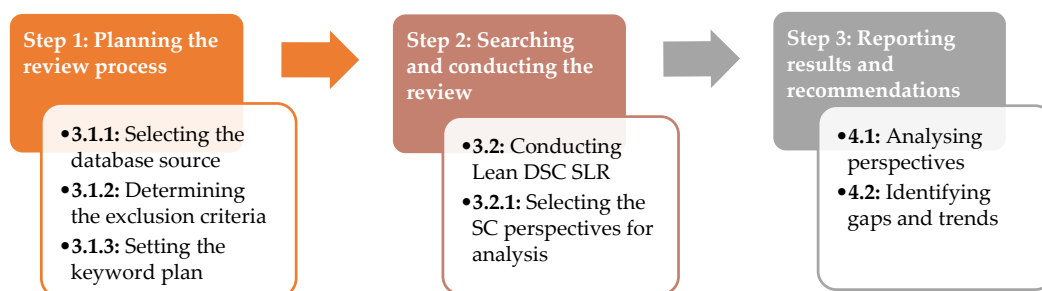 Step 1: Planning the
review process
•3.1.1: Selecting the
database source
•3.1.2: Determining
the exclusion criteria
•3.1.3: Setting the
keyword plan
Step 2: Searching
and conducting the
review
•3.2: Conducting
Lean DSC SLR
•3.2.1: Selecting the
SC perspectives for
analysis
Step 3: Reporting
results and
recommendations
•4.1: Analysing
perspectives
•4.2: Identifying
gaps and trends